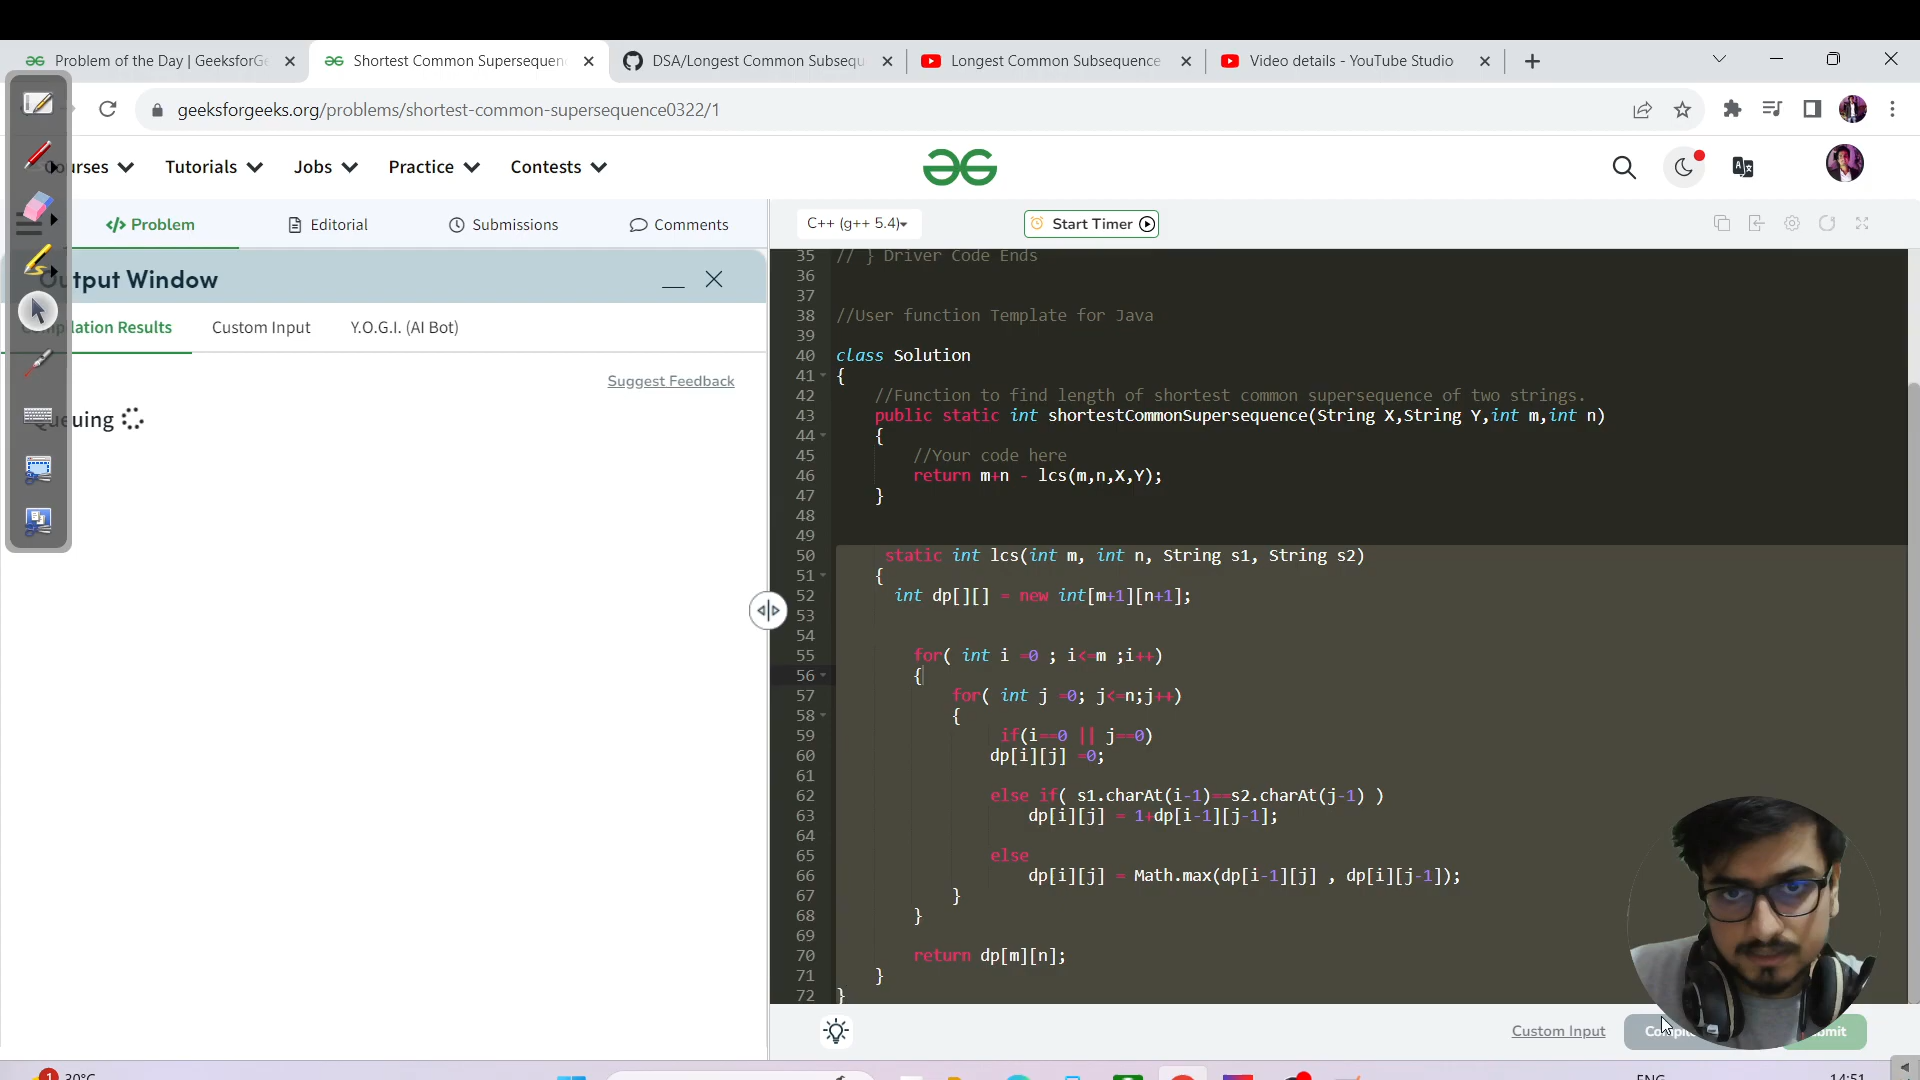 Problem of the Day | GeeksforGe
Shortest Common Supersequen
DSA/Longest Common Subsequ
Longest Common Subsequence
Video details - YouTube Studio
geeksforgeeks.org/problems/shortest-common-supersequence0322/1
urses
Tutorials
Jobs
Practice
Contests
</> Problem
Editorial
Submissions
Comments
C++ (g++ 5.4)
Start Timer
tput Window
lation Results
Custom Input
Y.O.G.I. (AI Bot)
Suggest Feedback
uing
35 // } Driver Code Ends
36
37
38 //User function Template for Java
39
40 class Solution
41 {
42 //Function to find length of shortest common supersequence of two strings.
43 public static int shortestCommonSupersequence(String X,String Y,int m,int n)
44 {
45 //Your code here
46 return m+n - lcs(m,n,X,Y);
47 }
48
49
50 static int lcs(int m, int n, String s1, String s2)
51 {
52 int dp[][] = new int[m+1][n+1];
53
54
55 for( int i =0 ; i<=m ;i++)
56 {
57 for( int j =0; j<=n;j++)
58 {
59 if(i==0 || j==0)
60 dp[i][j] =0;
61
62 else if( s1.charAt(i-1)==s2.charAt(j-1) )
63 dp[i][j] = 1+dp[i-1][j-1];
64
65 else
66 dp[i][j] = Math.max(dp[i-1][j] , dp[i][j-1]);
67 }
68 }
69
70 return dp[m][n];
71 }
72 }
Custom Input
1
30°C
ENG
14:51